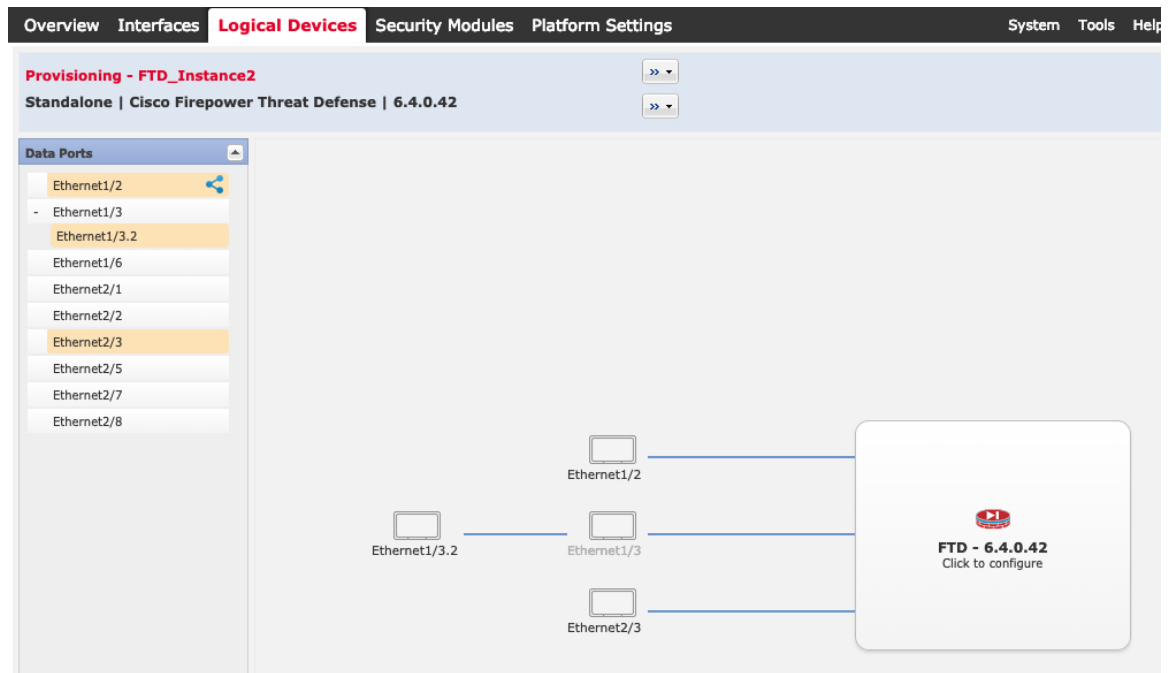 Overview Interfaces Logical Devices Security Modules Platform Settings System Tools Help
Provisioning - FTD_Instance2
Standalone | Cisco Firepower Threat Defense | 6.4.0.42
Data Ports
Ethernet1/2
- Ethernet1/3
Ethernet1/3.2
Ethernet1/6
Ethernet2/1
Ethernet2/2
Ethernet2/3
Ethernet2/5
Ethernet2/7
Ethernet2/8
Ethernet1/2
Ethernet1/3.2
Ethernet1/3
Ethernet2/3
FTD - 6.4.0.42
Click to configure